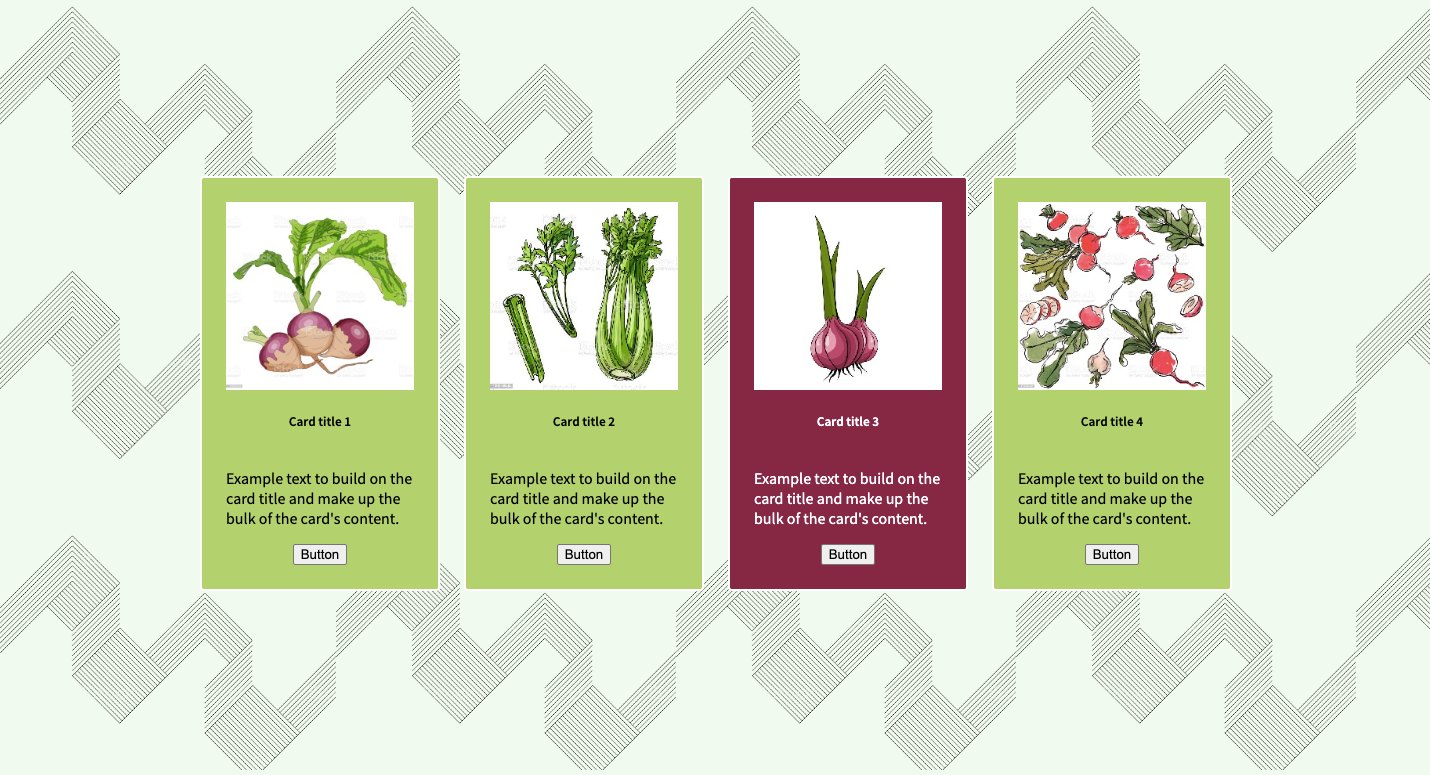 Card title 1
Example text to build on the
card title and make up the
bulk of the card's content.
Button
Card title 2
Example text to build on the
card title and make up the
bulk of the card's content.
Button
Card title 3
Example text to build on the
card title and make up the
bulk of the card's content.
Button
Card title 4
Example text to build on the
card title and make up the
bulk of the card's content.
Button